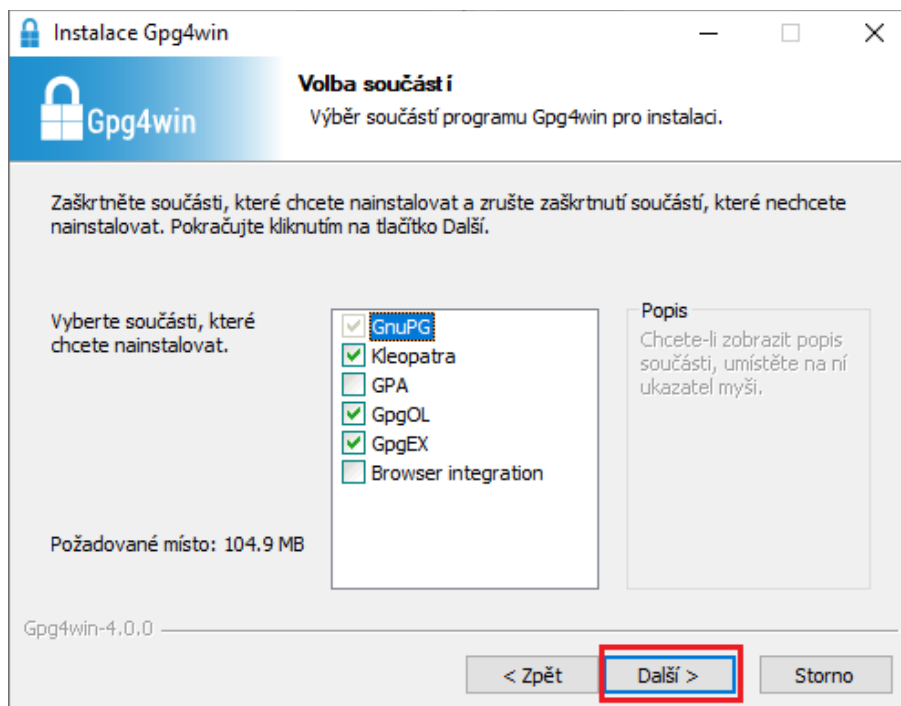 Instalace Gpg4win
Gpg4win
Volba součástí
Výběr součástí programu Gpg4win pro instalaci.
Zaškrtněte součásti, které chcete nainstalovat a zrušte zaškrtnutí součástí, které nechcete
nainstalovat. Pokračujte kliknutím na tlačítko Další.
Vyberte součásti, které
chcete nainstalovat.
GnuPG
Kleopatra
GPA
GpgOL
GpgEX
Browser integration
Popis
Chcete-li zobrazit popis
součásti, umístěte na ní
ukazatel myši.
Požadované místo: 104.9 MB
Gpg4win-4.0.0
< Zpět
Další >
Storno